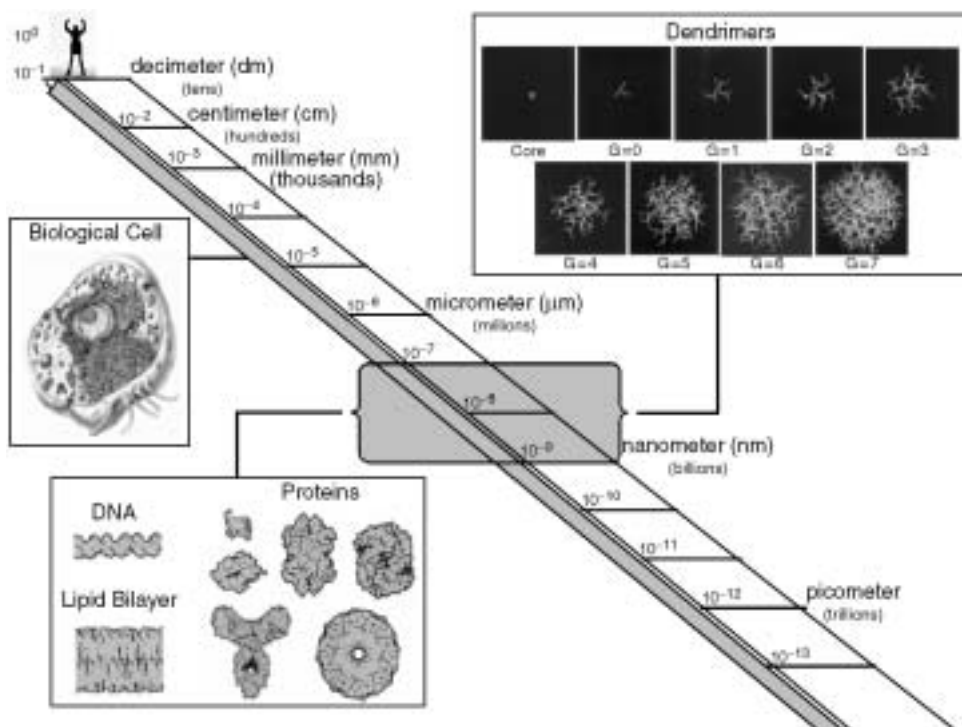 Dendrimers
Core
G=0
G=1
G=2
G=3
G=4
G=5
G=6
G=7
10⁰
10⁻¹
decimeter (dm)
(tens)
10⁻²
centimeter (cm)
(hundreds)
10⁻³
millimeter (mm)
(thousands)
10⁻⁴
10⁻⁵
Biological Cell
10⁻⁶
micrometer (μm)
(millions)
10⁻⁷
10⁻⁸
10⁻⁹
nanometer (nm)
(billions)
10⁻¹⁰
10⁻¹¹
10⁻¹²
picometer
(trillions)
10⁻¹³
Proteins
DNA
Lipid Bilayer